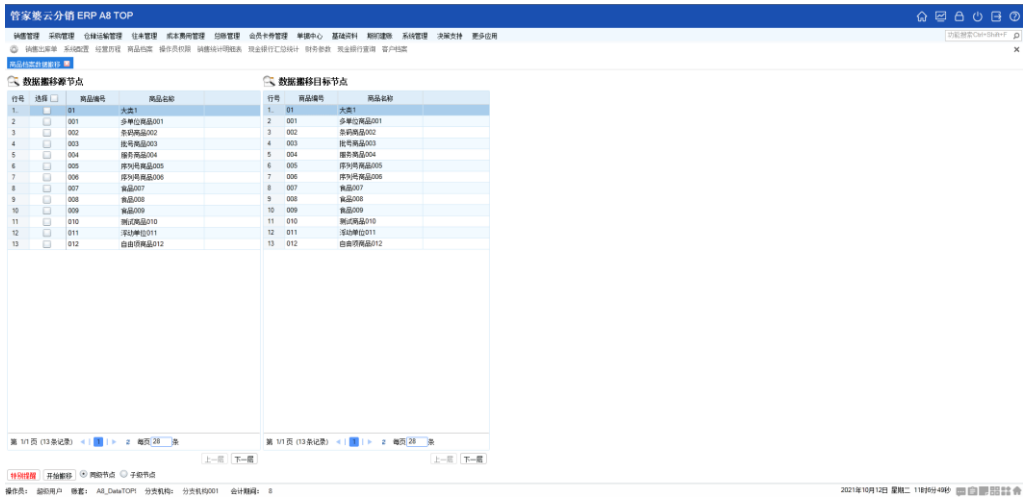 管家婆云分销 ERP A8 TOP
销售管理 采购管理 仓储运输管理 往来管理 成本费用管理 总账管理 会员卡券管理 单据中心 基础资料 期初建账 系统管理 决策支持 更多应用 功能搜索Ctrl+Shift+F
销售出库单 系统配置 经营历程 商品档案 操作员权限 销售统计明细表 现金银行汇总统计 财务参数 现金银行查询 客户档案
商品档案数据搬移
数据搬移源节点 数据搬移目标节点
行号 选择 商品编号 商品名称 行号 商品编号 商品名称
1. 01 大类1 1. 01 大类1
2 001 多单位商品001 2 001 多单位商品001
3 002 条码商品002 3 002 条码商品002
4 003 批号商品003 4 003 批号商品003
5 004 服务商品004 5 004 服务商品004
6 005 序列号商品005 6 005 序列号商品005
7 006 序列号商品006 7 006 序列号商品006
8 007 食品007 8 007 食品007
9 008 食品008 9 008 食品008
10 009 食品009 10 009 食品009
11 010 测试商品010 11 010 测试商品010
12 011 浮动单位011 12 011 浮动单位011
13 012 自由项商品012 13 012 自由项商品012
第 1/1 页 (13 条记录) 1 2 每页 28 条 第 1/1 页 (13 条记录) 1 2 每页 28 条
上一层 下一层 上一层 下一层
特别提醒 开始搬移 同级节点 子级节点
操作员: 超级用户 账套: A8_DataTOP! 分支机构: 分支机构001 会计期间: 8 2021年10月12日 星期二 11时6分49秒